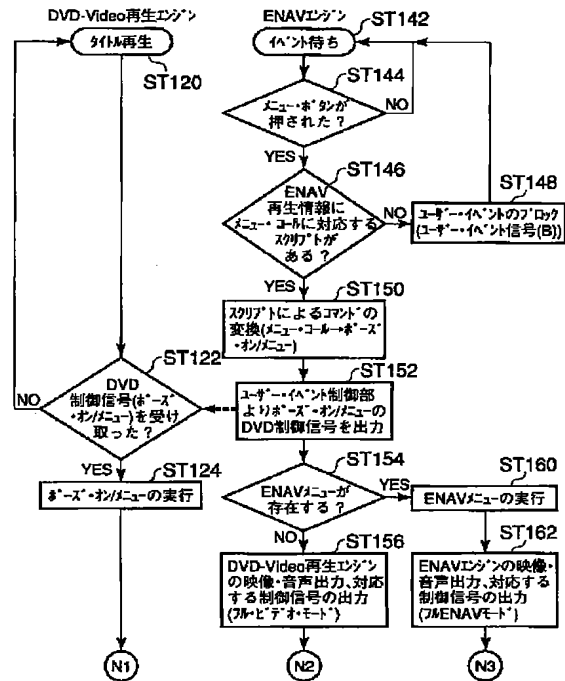 DVD-Video再生エンジン
タイトル再生
ST120
ENAVエンジン
ST142
イベント待ち
ST144
メニュー・ボタンが
押された？
NO
YES
ST146
ENAV
再生情報に
メニュー・コールに対応する
スクリプトが
ある？
NO
ST148
ユーザー・イベントのブロック
(ユーザー・イベント信号(B))
YES
ST150
スクリプトによるコマンドの
変換(メニュー・コール→ポーズ
・オン/メニュー)
ST122
DVD
制御信号(ポーズ
・オン/メニュー)を受け
取った？
NO
YES
ST152
ユーザー・イベント制御部
よりポーズ・オン/メニューの
DVD制御信号を出力
ST124
ポーズ・オン/メニューの実行
ST154
ENAVメニューが
存在する？
YES
NO
ST160
ENAVメニューの実行
ST156
DVD-Video再生エンジン
の映像・音声出力、対応
する制御信号の出力
(フル・ビデオ・モード)
ST162
ENAVエンジンの映像・
音声出力、対応する
制御信号の出力
(フルENAVモード)
N1
N2
N3